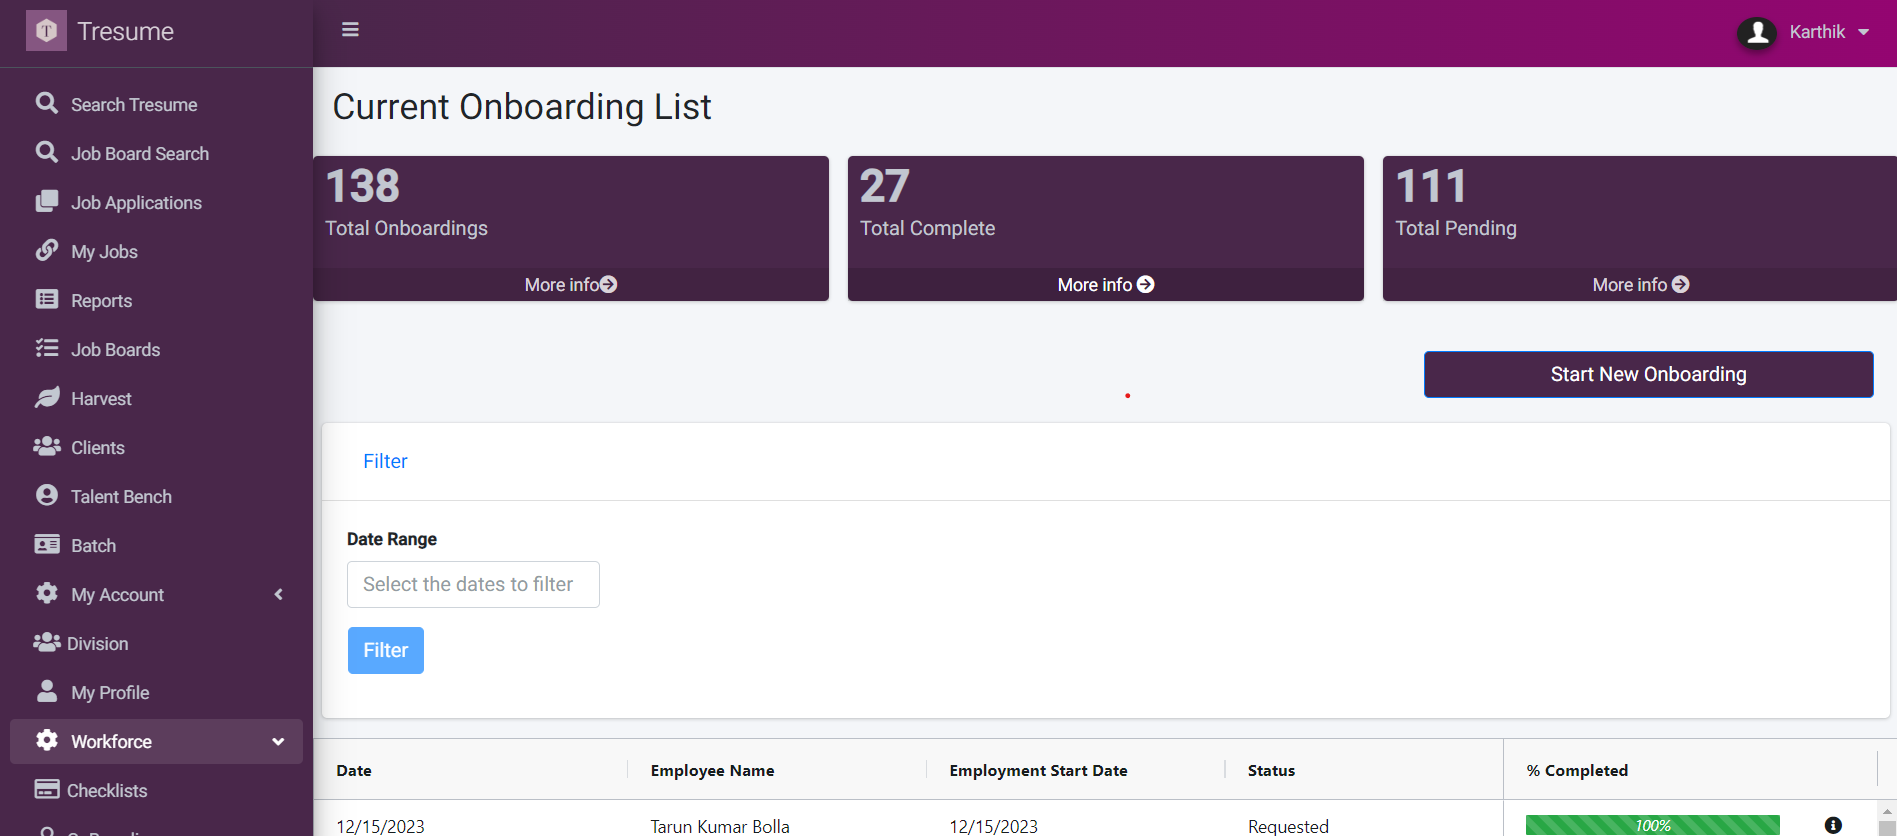 Tresume
Karthik
Search Tresume
Job Board Search
Job Applications
My Jobs
Reports
Job Boards
Harvest
Clients
Talent Bench
Batch
My Account
Division
My Profile
Workforce
Checklists
Current Onboarding List
138
Total Onboardings
More info
27
Total Complete
More info
111
Total Pending
More info
Start New Onboarding
Filter
Date Range
Select the dates to filter
Filter
Date Employee Name Employment Start Date Status % Completed
12/15/2023 Tarun Kumar Bolla 12/15/2023 Requested 100%